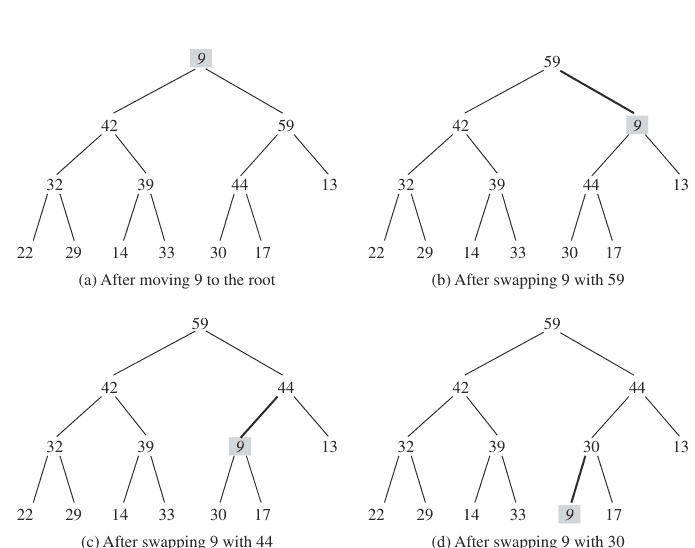 9
42 59
32 39 44 13
22 29 14 33 30 17
(a) After moving 9 to the root
59
42 9
32 39 44 13
22 29 14 33 30 17
(b) After swapping 9 with 59
59
42 44
32 39 9 13
22 29 14 33 30 17
(c) After swapping 9 with 44
59
42 44
32 39 30 13
22 29 14 33 9 17
(d) After swapping 9 with 30